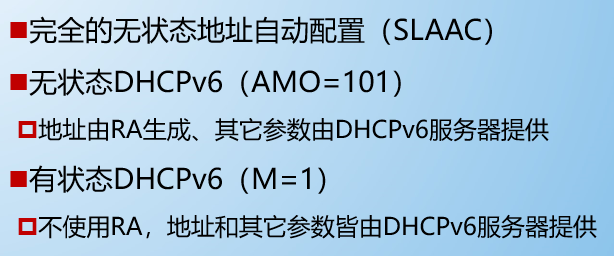 完全的无状态地址自动配置（SLAAC）
无状态DHCPv6（AMO=101）
地址由RA生成、其它参数由DHCPv6服务器提供
有状态DHCPv6（M=1）
不使用RA，地址和其它参数皆由DHCPv6服务器提供